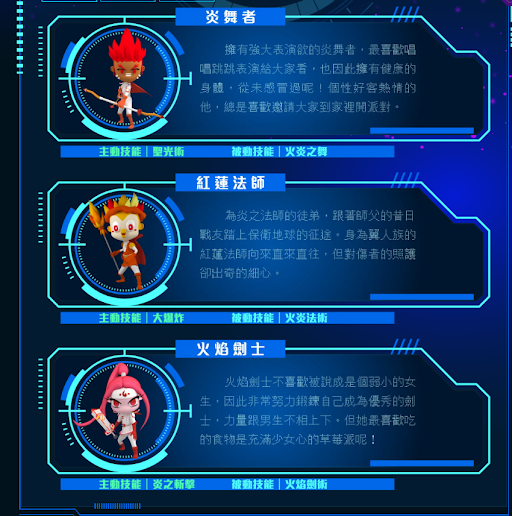 炎舞者
擁有強大表演欲的炎舞者，最喜歡唱
唱跳跳表演給大家看，也因此擁有健康的
身體，從未感冒過呢！個性好客熱情的
他，總是喜歡邀請大家到家裡開派對。
主動技能｜聖光術 被動技能｜火炎之舞
紅蓮法師
為炎之法師的徒弟，跟著師父的昔日
戰友踏上保衛地球的征途。身為翼人族的
紅蓮法師向來直來直往，但對傷者的照護
卻出奇的細心。
主動技能｜大爆炸 被動技能｜火炎法術
火焰劍士
火焰劍士不喜歡被說成是個弱小的女
生，因此非常努力鍛鍊自己成為優秀的劍
士，力量跟男生不相上下。但她最喜歡吃
的食物是充滿少女心的草莓派呢！
主動技能｜炎之斬擊 被動技能｜火焰劍術